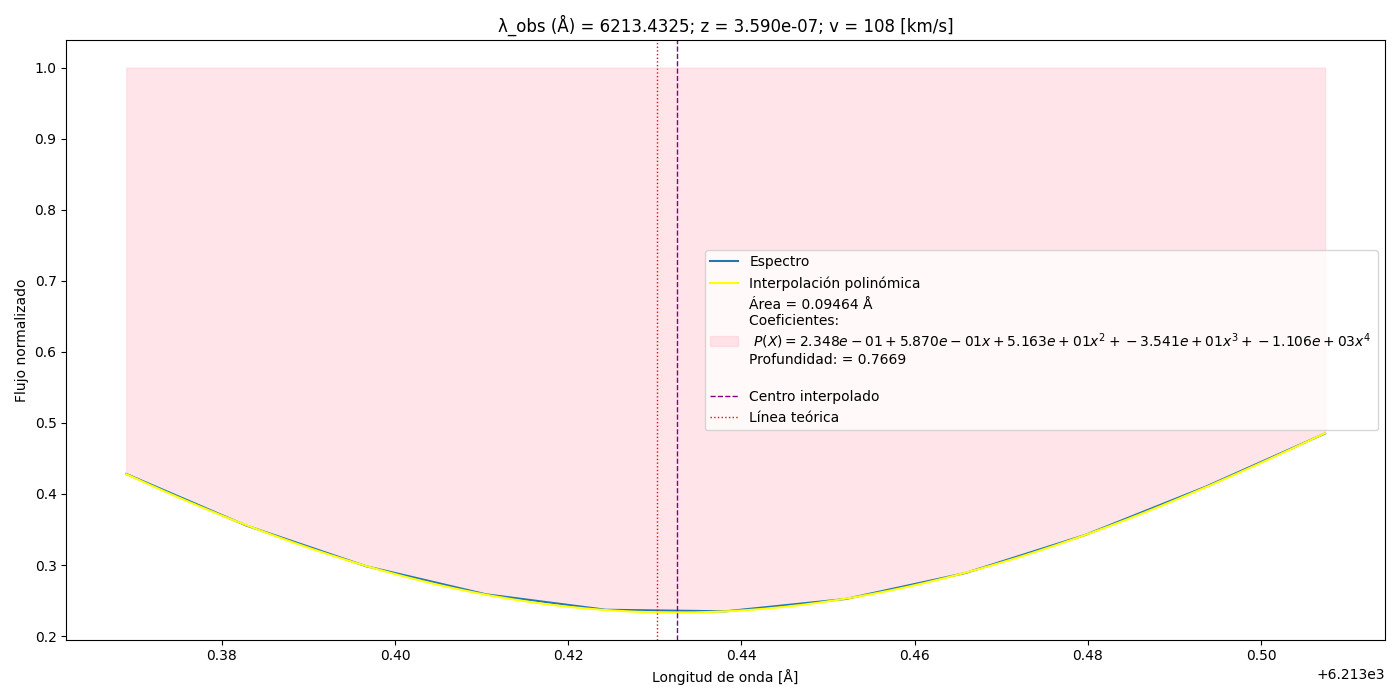 λ_obs (Å) = 6213.4325; z = 3.590e-07; v = 108 [km/s]
Flujo normalizado
1.0
0.9
0.8
0.7
0.6
0.5
0.4
0.3
0.2
Espectro
Interpolación polinómica
Área = 0.09464 Å
Coeficientes:
P(X) = 2.348e − 01 + 5.870e − 01x + 5.163e + 01x² + −3.541e + 01x³ + −1.106e + 03x⁴
Profundidad: = 0.7669
Centro interpolado
Línea teórica
0.38 0.40 0.42 0.44 0.46 0.48 0.50
+6.213e3
Longitud de onda [Å]